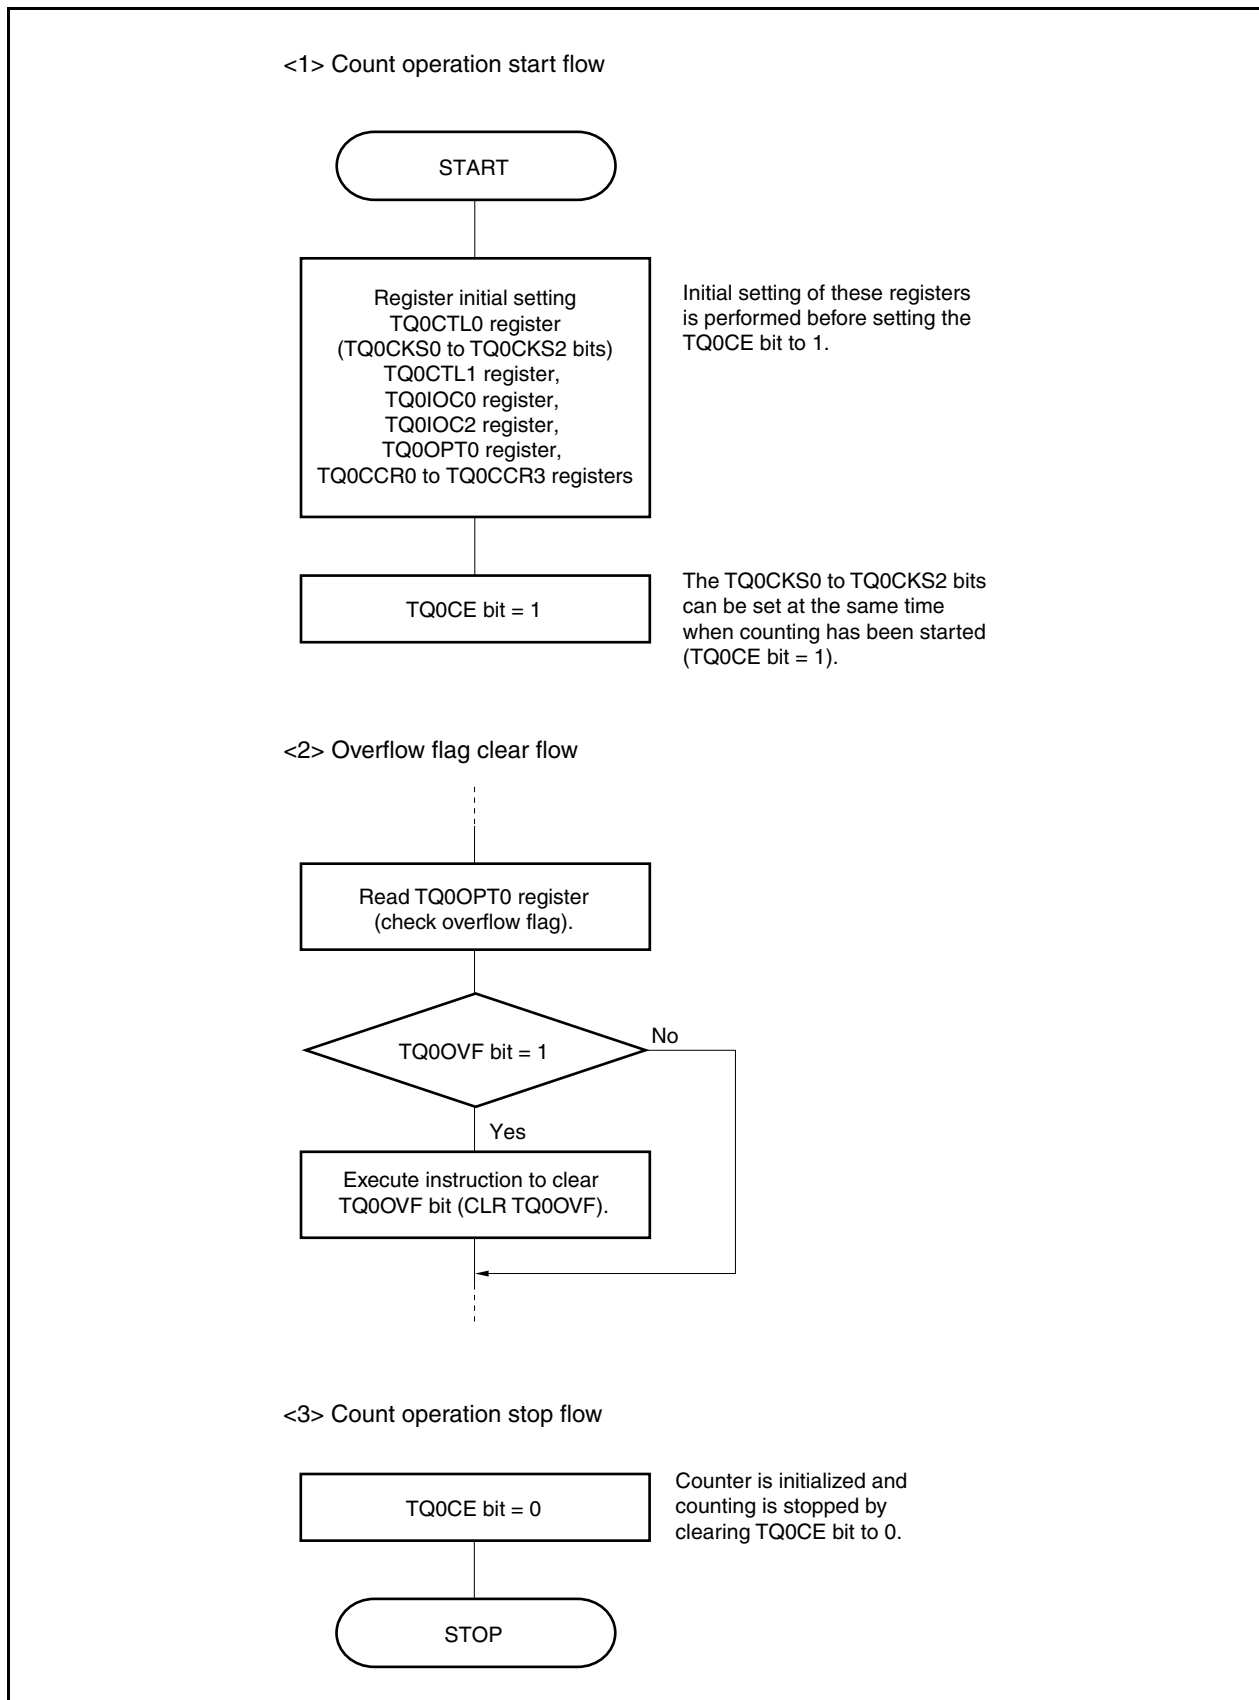 <1> Count operation start flow
START
Register initial setting
TQ0CTL0 register
(TQ0CKS0 to TQ0CKS2 bits)
TQ0CTL1 register,
TQ0IOC0 register,
TQ0IOC2 register,
TQ0OPT0 register,
TQ0CCR0 to TQ0CCR3 registers
Initial setting of these registers
is performed before setting the
TQ0CE bit to 1.
TQ0CE bit = 1
The TQ0CKS0 to TQ0CKS2 bits
can be set at the same time
when counting has been started
(TQ0CE bit = 1).
<2> Overflow flag clear flow
Read TQ0OPT0 register
(check overflow flag).
TQ0OVF bit = 1
No
Yes
Execute instruction to clear
TQ0OVF bit (CLR TQ0OVF).
<3> Count operation stop flow
TQ0CE bit = 0
Counter is initialized and
counting is stopped by
clearing TQ0CE bit to 0.
STOP